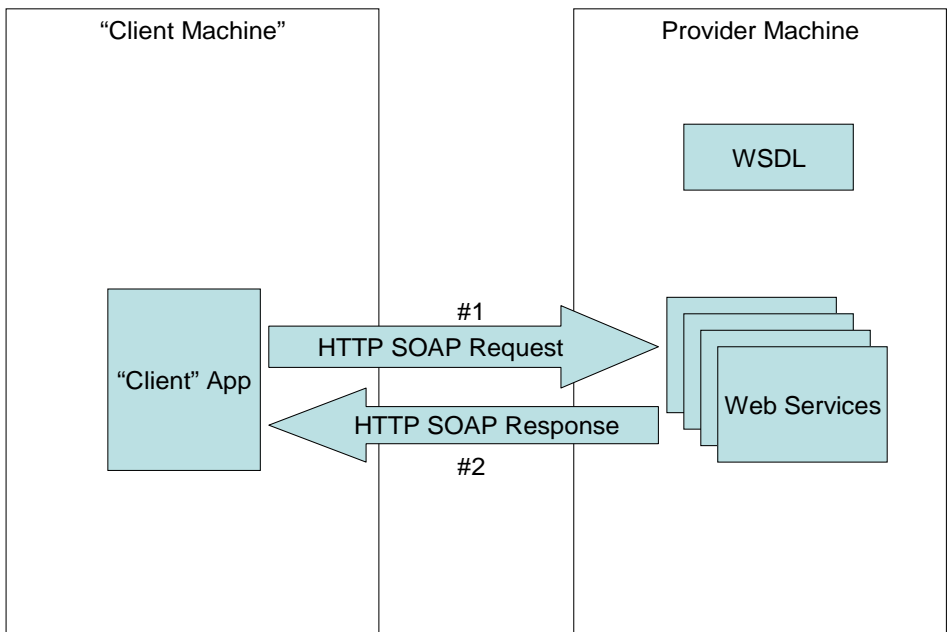 “Client Machine”
Provider Machine
WSDL
#1
HTTP SOAP Request
“Client” App
Web Services
HTTP SOAP Response
#2